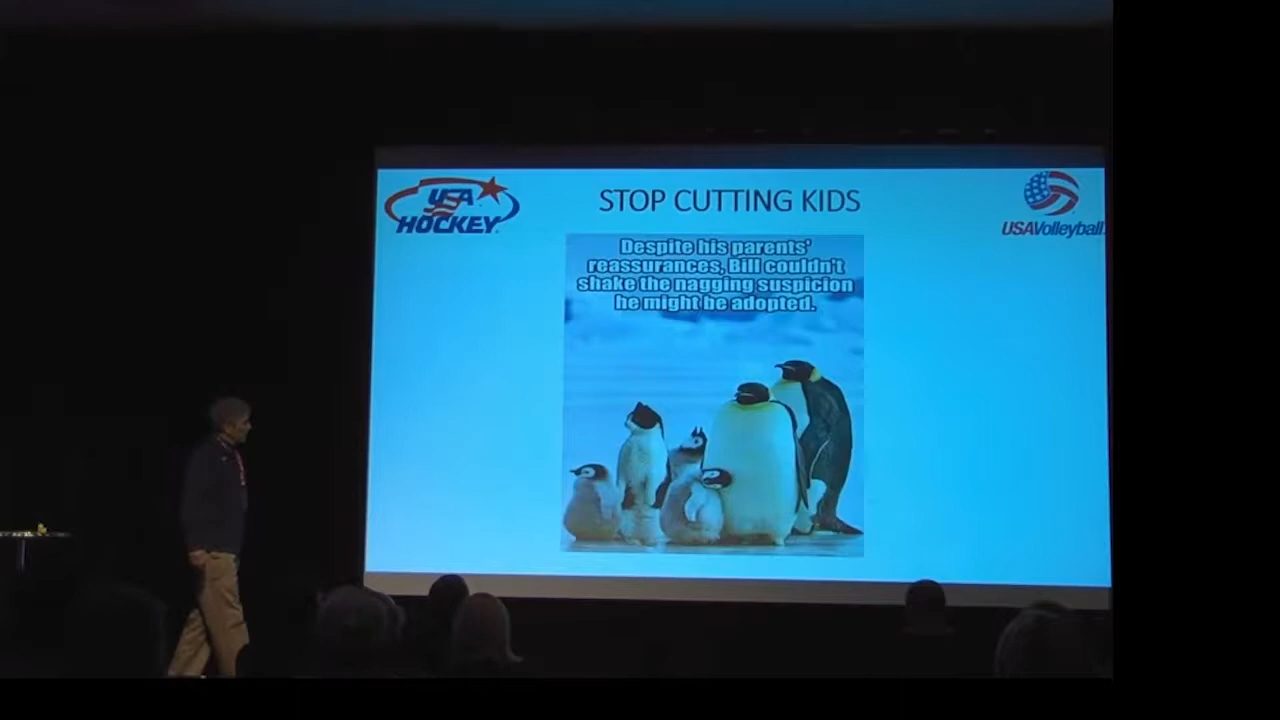 USA
HOCKEY
STOP CUTTING KIDS
USAVolleyball
Despite his parents'
reassurances, Bill couldn't
shake the nagging suspicion
he might be adopted.